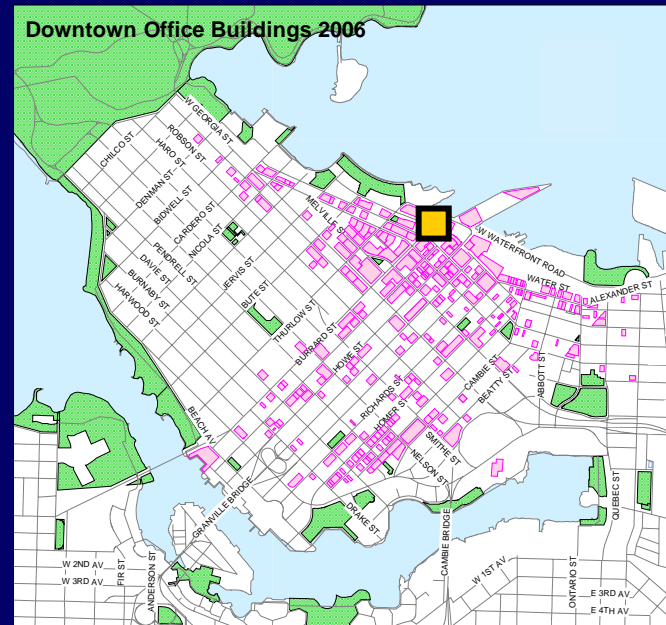 Downtown Office Buildings 2006
W GEORGIA ST
ROBSON ST
HARO ST
CHILCO ST
DENMAN ST
BIDWELL ST
CARDERO ST
NICOLA ST
PENDRELL ST
DAVIE ST
BURNABY ST
HARWOOD ST
JERVIS ST
BUTE ST
THURLOW ST
BURRARD ST
HOWE ST
MELVILLE S
W WATERFRONT ROAD
WATER ST
ALEXANDER ST
ABBOTT ST
CAMBIE ST
BEATTY ST
RICHARDS ST
HOMER ST
SMITHE ST
NELSON ST
BEACH AV
GRANVILLE BRIDGE
DRAKE ST
CAMBIE BRIDGE
QUEBEC ST
W 2ND AV
W 3RD AV
FIR ST
ANDERSON ST
W 1ST AV
ONTARIO ST
E 3RD AV
E 4TH AV